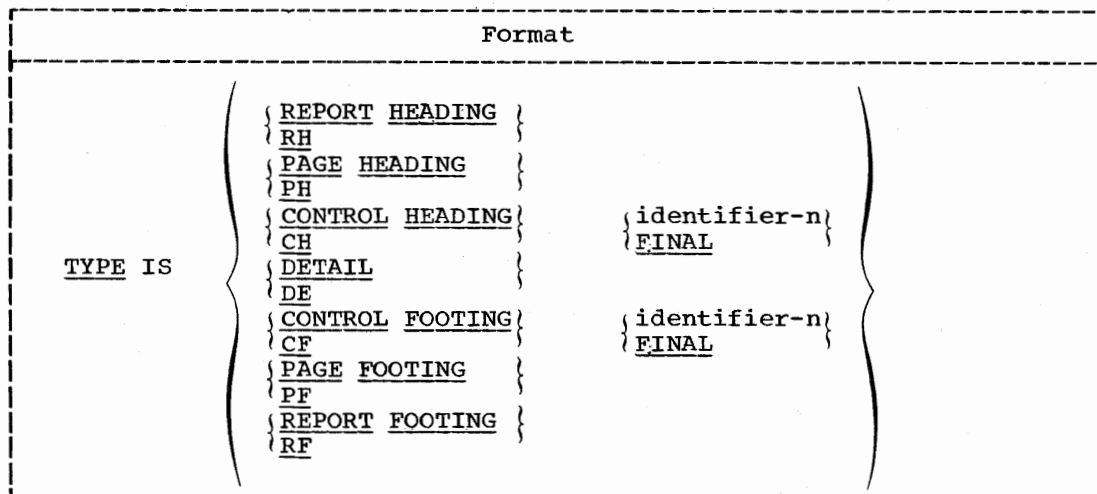 Format
REPORT HEADING
RH
PAGE HEADING
PH
CONTROL HEADING identifier-n
CH FINAL
TYPE IS DETAIL
DE
CONTROL FOOTING identifier-n
CF FINAL
PAGE FOOTING
PF
REPORT FOOTING
RF